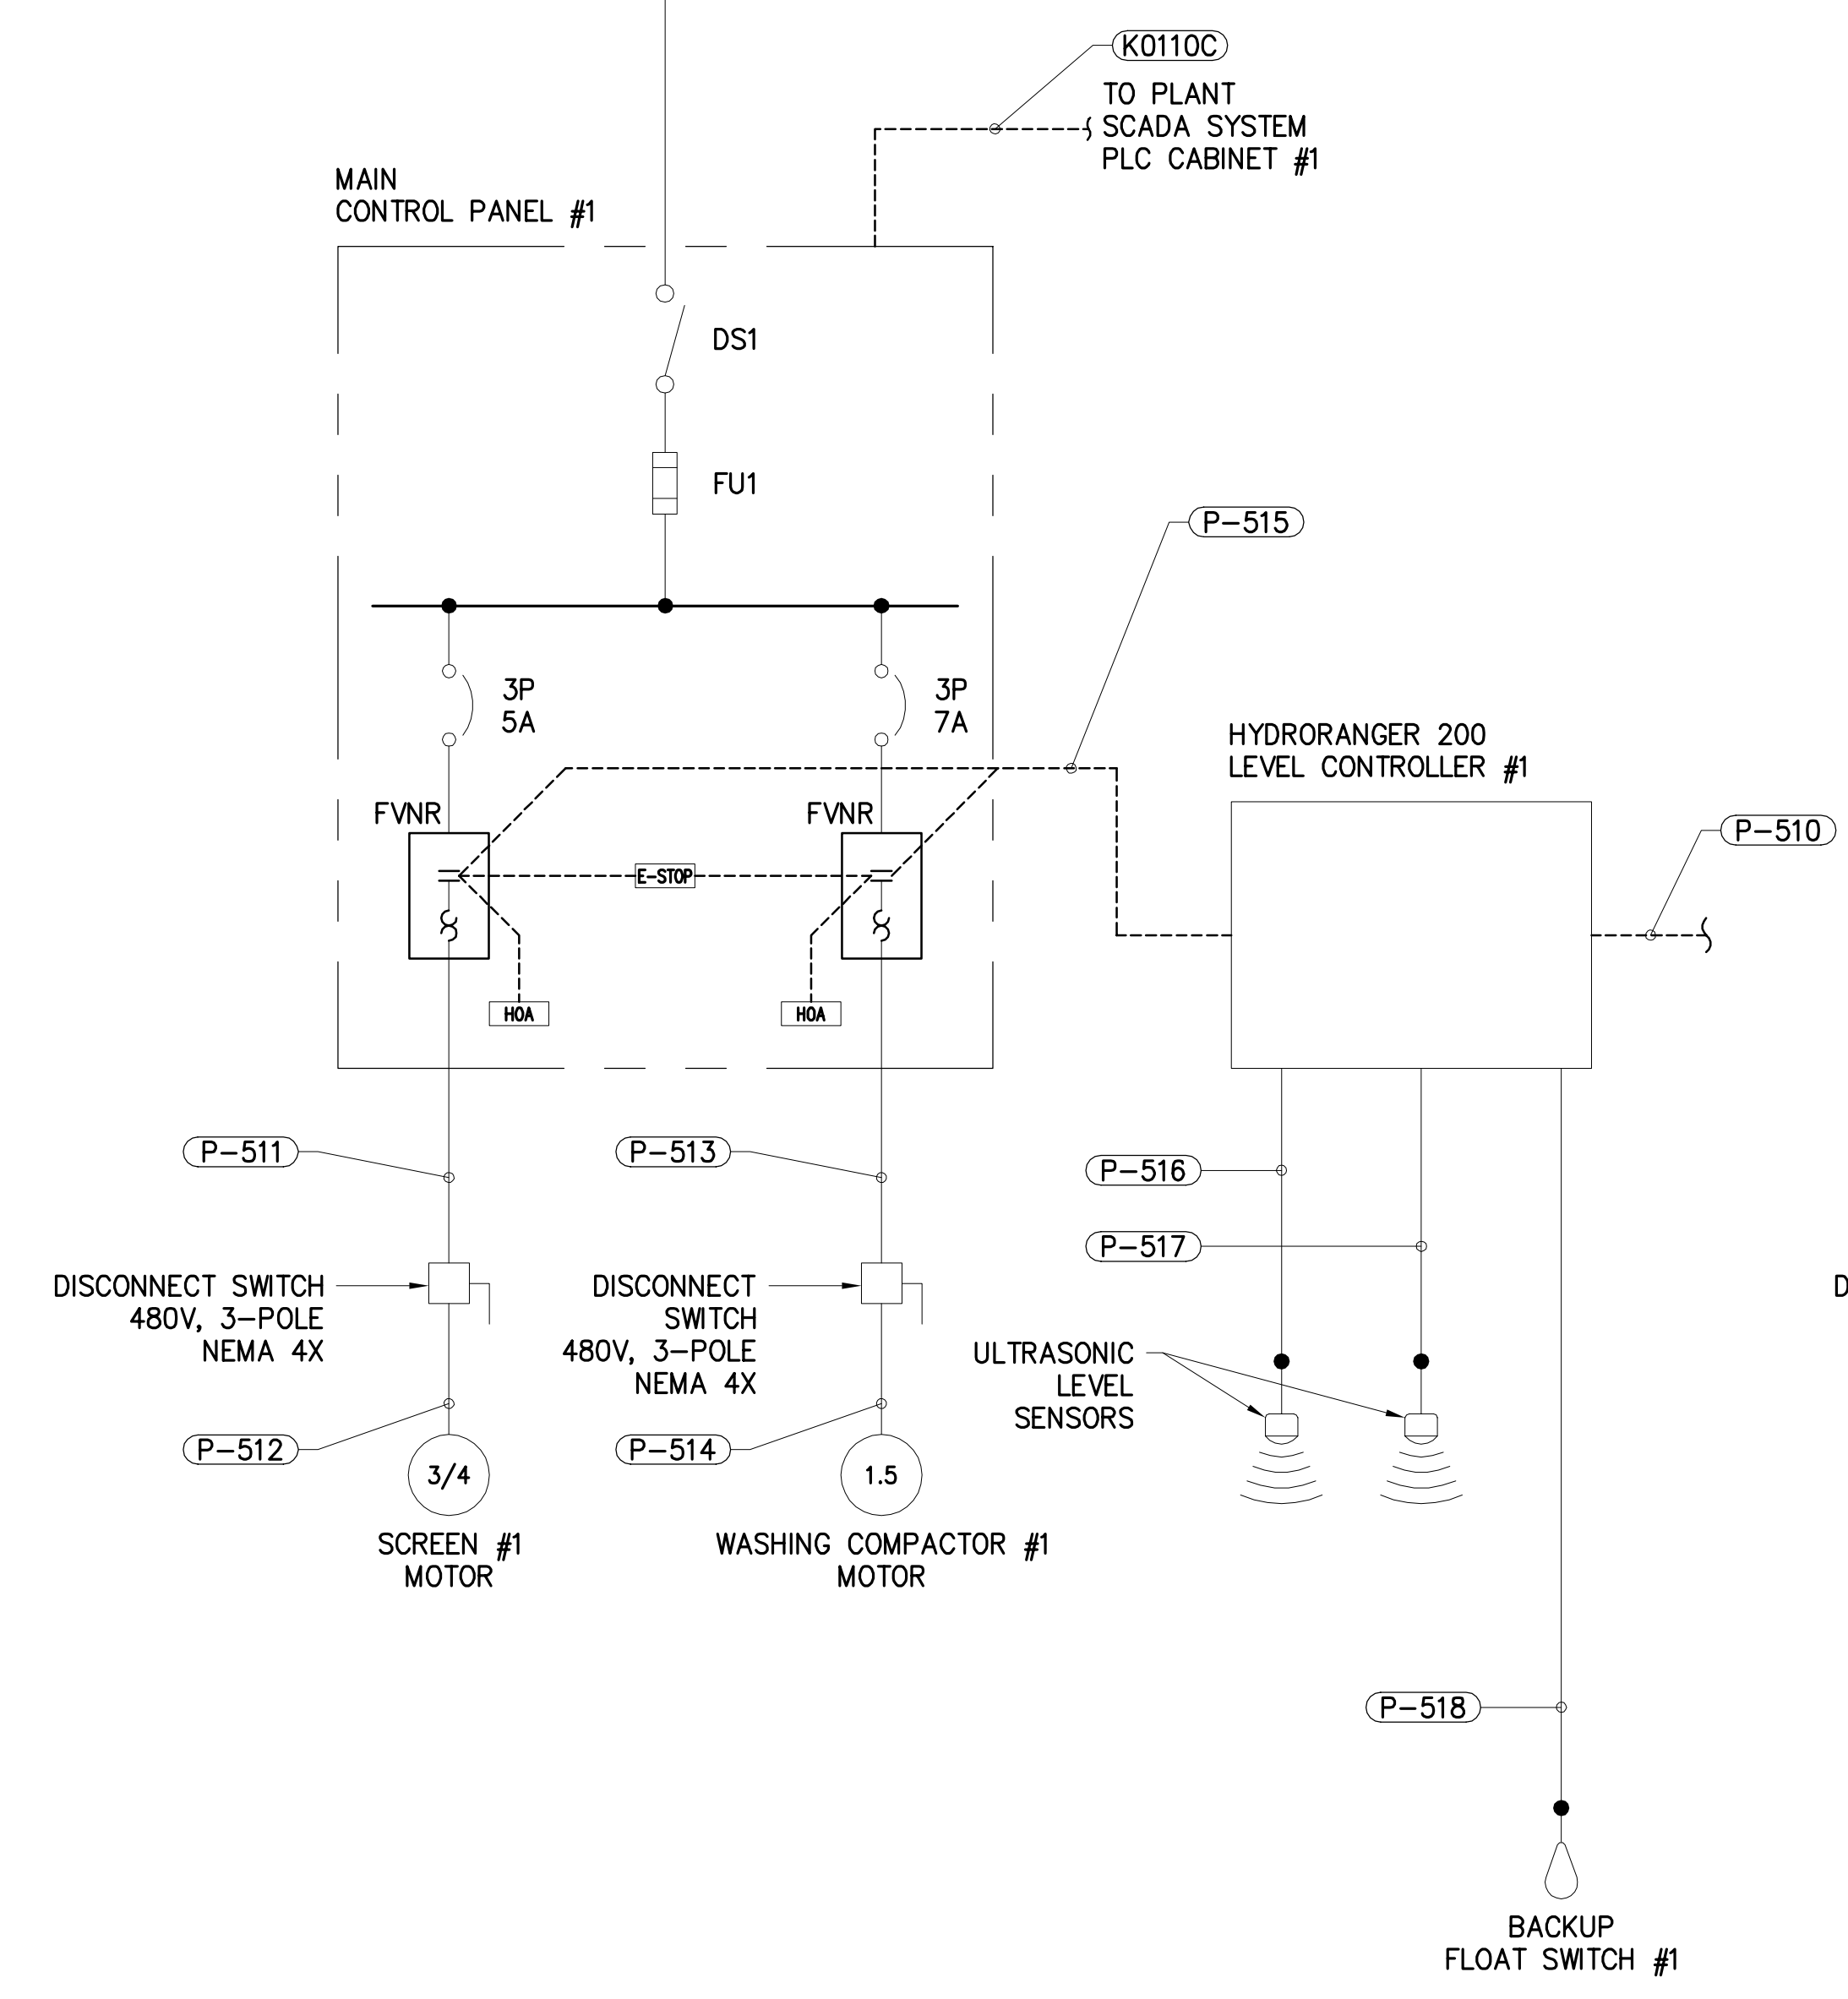 K0110C
TO PLANT
SCADA SYSTEM
PLC CABINET #1
MAIN
CONTROL PANEL #1
DS1
FU1
P-515
3P
5A
3P
7A
HYDRORANGER 200
LEVEL CONTROLLER #1
FVNR
FVNR
P-510
E-STOP
HOA
HOA
P-511
P-513
P-516
P-517
DISCONNECT SWITCH
480V, 3-POLE
NEMA 4X
DISCONNECT
SWITCH
480V, 3-POLE
NEMA 4X
D
ULTRASONIC
LEVEL
SENSORS
P-512
P-514
3/4
1.5
SCREEN #1
MOTOR
WASHING COMPACTOR #1
MOTOR
P-518
BACKUP
FLOAT SWITCH #1